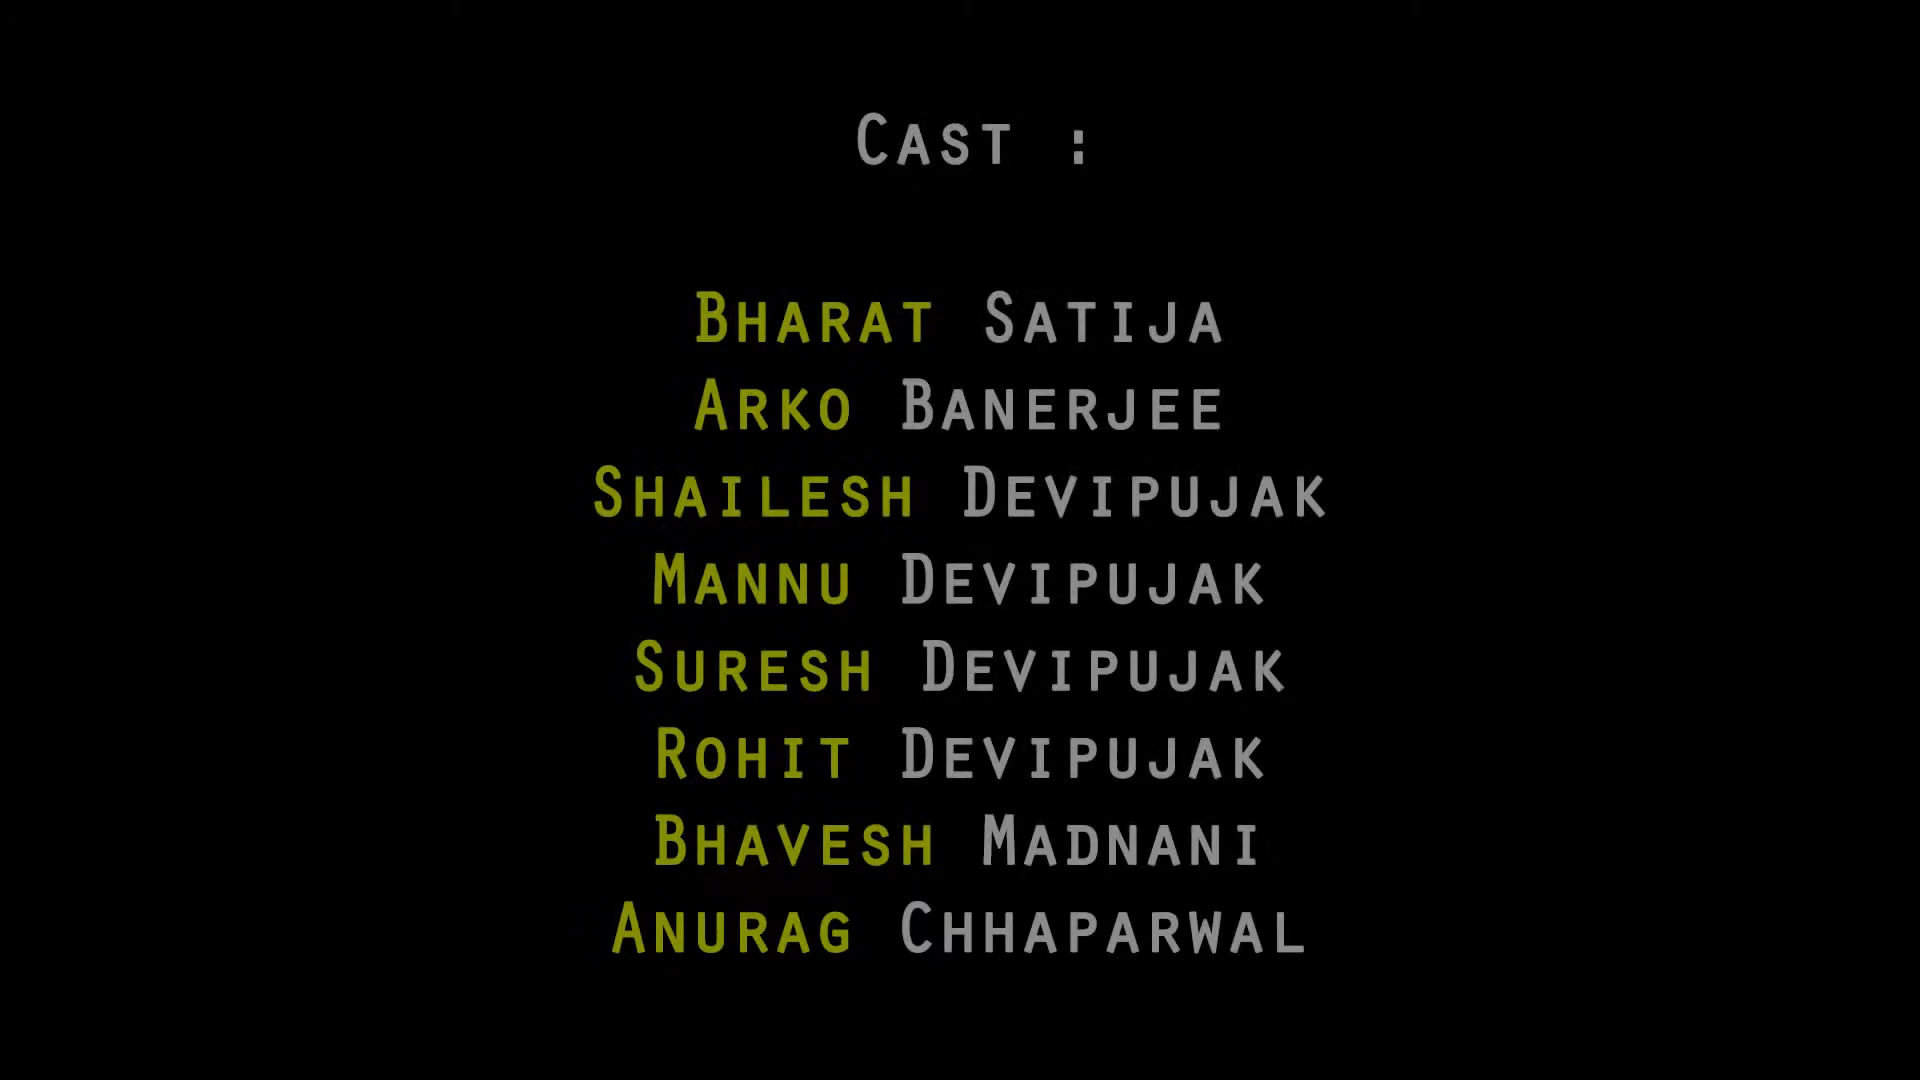 Cast :
Bharat Satija
Arko Banerjee
Shailesh Devipujak
Mannu Devipujak
Suresh Devipujak
Rohit Devipujak
Bhavesh Madnani
Anurag Chhaparwal